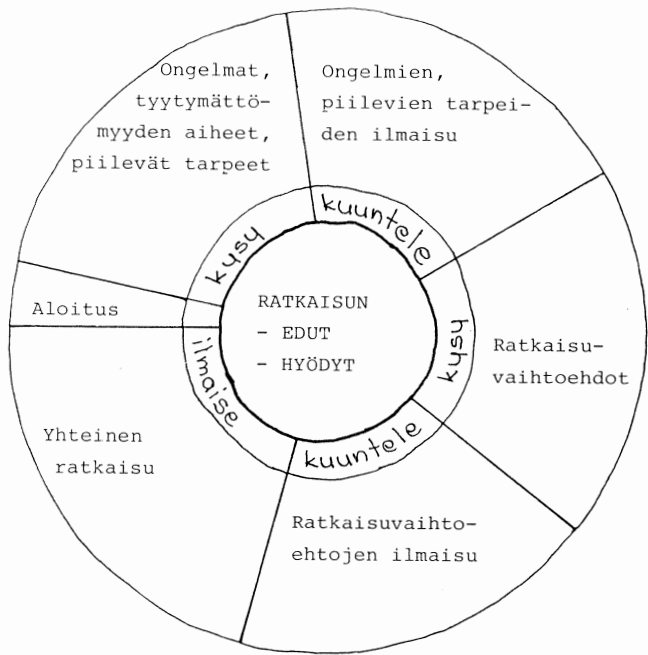 Ongelmat,
tyytymättö-
myyden aiheet,
piilevät tarpeet
Ongelmien,
piilevien tarpei-
den ilmaisu
kysy
kuuntele
Aloitus
RATKAISUN
- EDUT
- HYÖDYT
kysy
Ratkaisu-
vaihtoehdot
ilmaise
kuuntele
Yhteinen
ratkaisu
Ratkaisuvaihto-
ehtojen ilmaisu